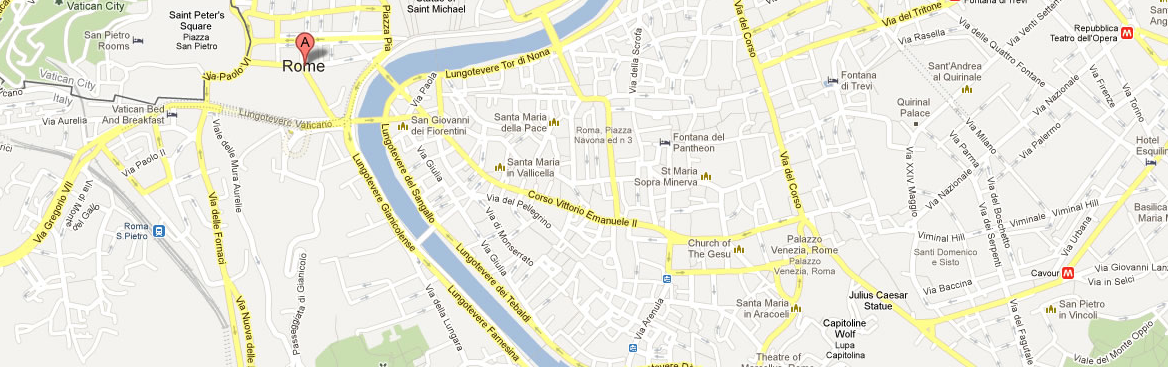 Vatican City
Saint Peter's
Square
Piazza
San Pietro
San Pietro
Rooms
Vatican City
Italy
Via Paolo VI
A
Rome
Piazza Pia
Saint Michael
Via della Scrofa
Via del Corso
Via del Tritone
Fontana di Trevi
Via Venti Settem
Repubblica
Teatro dell'Opera
M
Via Rasella
Via delle Quattro Fontane
Lungotevere Tor di Nona
Via Paola
Fontana
di Trevi
Sant'Andrea
al Quirinale
Via Firenze
Via Torino
Via Nazionale
Quirinal
Palace
Vatican Bed
And Breakfast
Via Aurelia
Lungotevere Vaticano
San Giovanni
dei Fiorentini
Santa Maria
della Pace
Roma, Piazza
Navona ed n 3
Fontana del
Pantheon
Via Milano
Via Palermo
Via Parma
Hotel
Esquilin
Via Paolo II
Viale delle Mura Aurelie
Via Giulia
Lungotevere dei Sangallo
Santa Maria
in Vallicella
St Maria
Sopra Minerva
Via del Corso
Via XXIV Maggio
Via Nazionale
Via del Boschetto
Via dei Serpenti
Basilica
Maria M
Via Gregorio VII
Via di Monte
Gallo
Via delle Fornaci
Lungotevere Gianicolense
Corso Vittorio Emanuele II
Via del Pellegrino
Via di Monserrato
Via Giulia
Viminale
Viminal Hill
Viminal Hill
Via Urbana
Roma
S.Pietro
Church of
The Gesu
Palazzo
Venezia, Rome
Palazzo
Venezia, Roma
Santi Domenico
e Sisto
Cavour
M
Via Giovanni Lanz
Via in Selci
Via Baccina
Passeggiata di Gianicolo
Via Nuova delle
Via della Lungara
Lungotevere dei Tebaldi
Lungotevere Farnesina
Via Arenula
Santa Maria
in Aracoeli
Julius Caesar
Statue
Capitoline
Wolf
Lupa
Capitolina
San Pietro
in Vincoli
Via del Fagutale
Viale del Monte Oppio
Theatre of